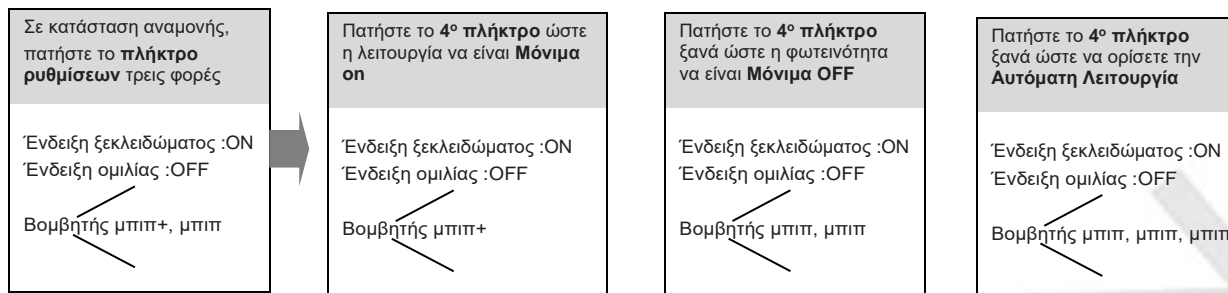 Σε κατάσταση αναμονής,
πατήστε το πλήκτρο
ρυθμίσεων τρεις φορές
Ένδειξη ξεκλειδώματος :ON
Ένδειξη ομιλίας :OFF
Βομβητής μπιπ+, μπιπ
Πατήστε το 4ο πλήκτρο ώστε
η λειτουργία να είναι Μόνιμα
on
Ένδειξη ξεκλειδώματος :ON
Ένδειξη ομιλίας :OFF
Βομβητής μπιπ+
Πατήστε το 4ο πλήκτρο
ξανά ώστε η φωτεινότητα
να είναι Μόνιμα OFF
Ένδειξη ξεκλειδώματος :ON
Ένδειξη ομιλίας :OFF
Βομβητής μπιπ, μπιπ
Πατήστε το 4ο πλήκτρο
ξανά ώστε να ορίσετε την
Αυτόματη Λειτουργία
Ένδειξη ξεκλειδώματος :ON
Ένδειξη ομιλίας :OFF
Βομβητής μπιπ, μπιπ, μπιπ